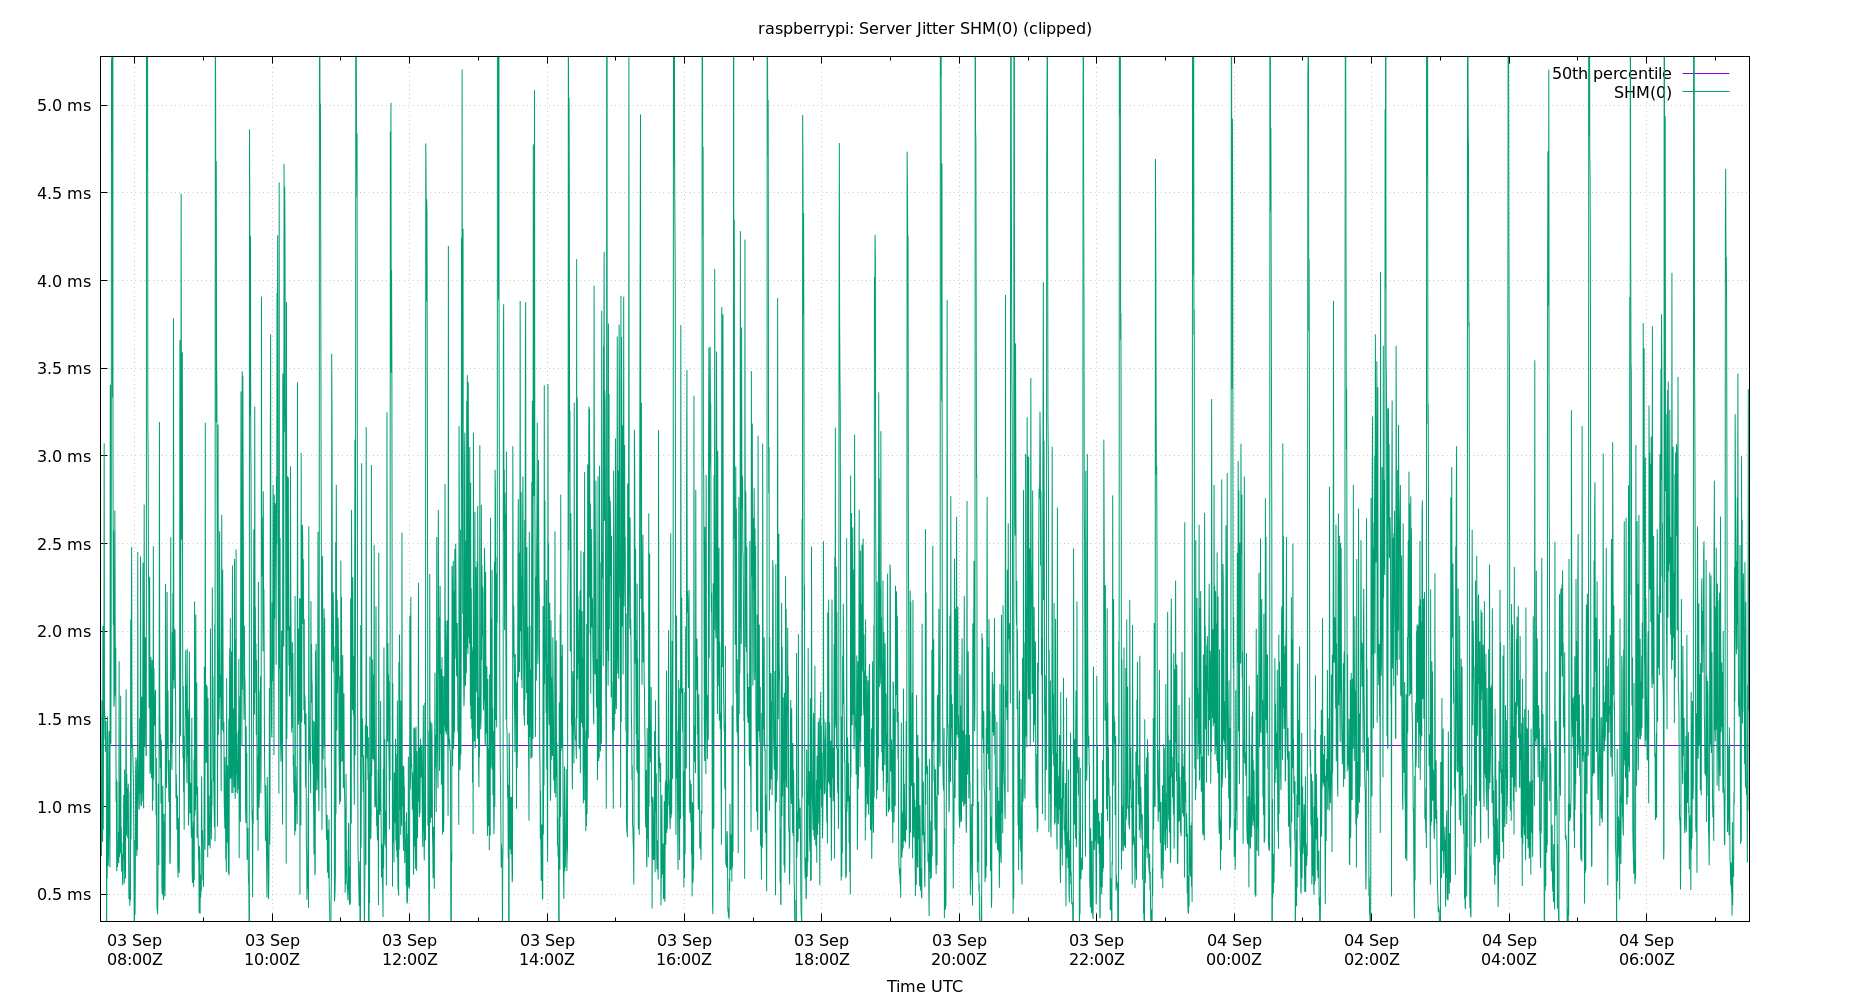 raspberrypi: Server Jitter SHM(0) (clipped)
50th percentile
SHM(0)
5.0 ms
4.5 ms
4.0 ms
3.5 ms
3.0 ms
2.5 ms
2.0 ms
1.5 ms
1.0 ms
0.5 ms
03 Sep 03 Sep 03 Sep 03 Sep 03 Sep 03 Sep 03 Sep 03 Sep 04 Sep 04 Sep 04 Sep 04 Sep
08:00Z 10:00Z 12:00Z 14:00Z 16:00Z 18:00Z 20:00Z 22:00Z 00:00Z 02:00Z 04:00Z 06:00Z
Time UTC